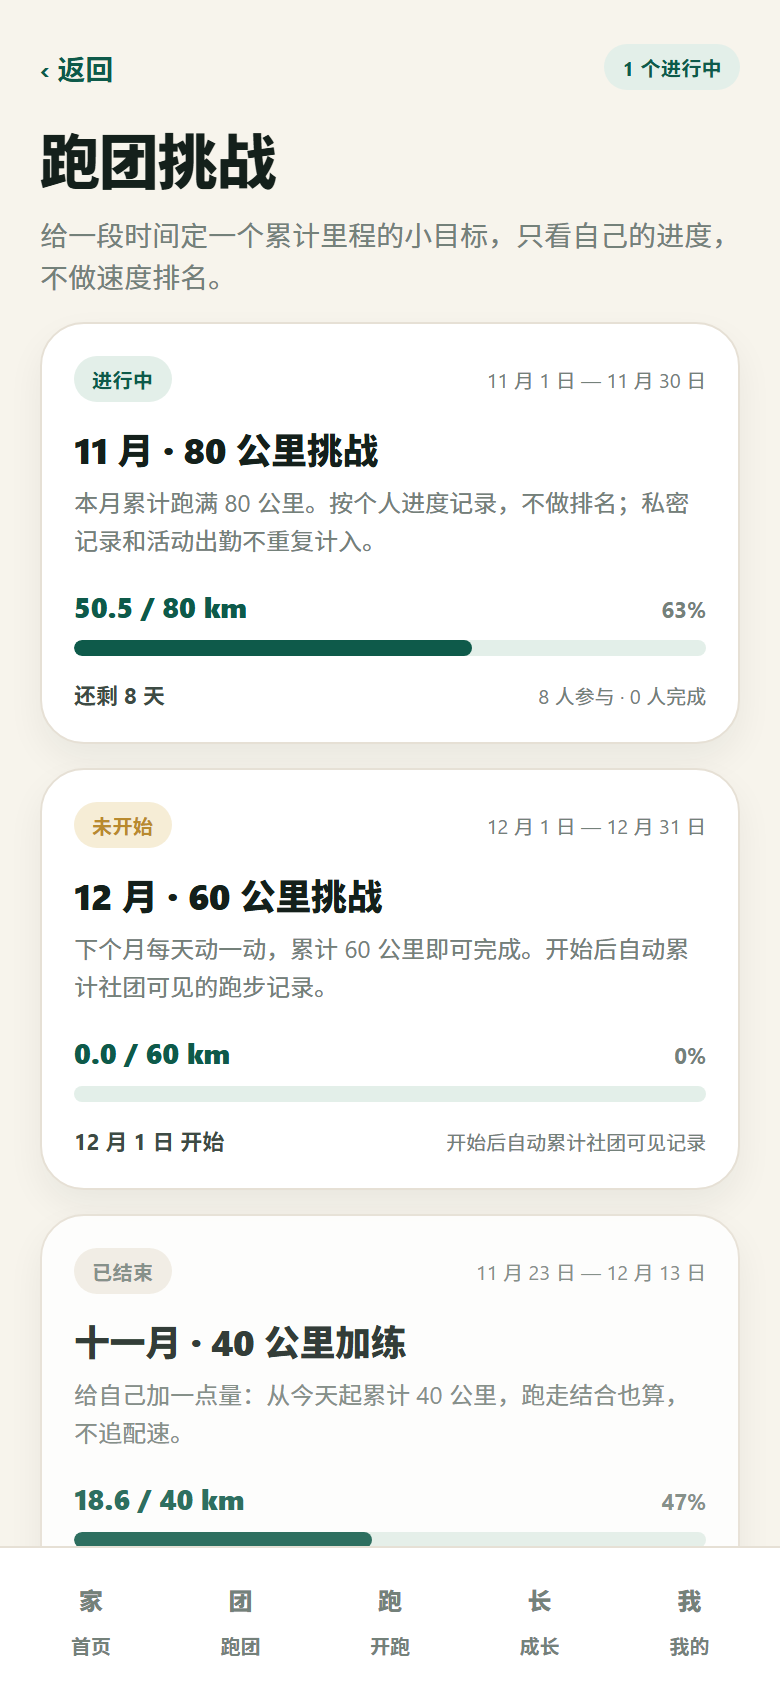 ‹ 返回
1 个进行中
跑团挑战
给一段时间定一个累计里程的小目标，只看自己的进度，
不做速度排名。
进行中
11 月 1 日 — 11 月 30 日
11 月 · 80 公里挑战
本月累计跑满 80 公里。按个人进度记录，不做排名；私密
记录和活动出勤不重复计入。
50.5 / 80 km
63%
还剩 8 天
8 人参与 · 0 人完成
未开始
12 月 1 日 — 12 月 31 日
12 月 · 60 公里挑战
下个月每天动一动，累计 60 公里即可完成。开始后自动累
计社团可见的跑步记录。
0.0 / 60 km
0%
12 月 1 日 开始
开始后自动累计社团可见记录
已结束
11 月 23 日 — 12 月 13 日
十一月 · 40 公里加练
给自己加一点量：从今天起累计 40 公里，跑走结合也算，
不追配速。
18.6 / 40 km
47%
家
团
跑
长
我
首页
跑团
开跑
成长
我的